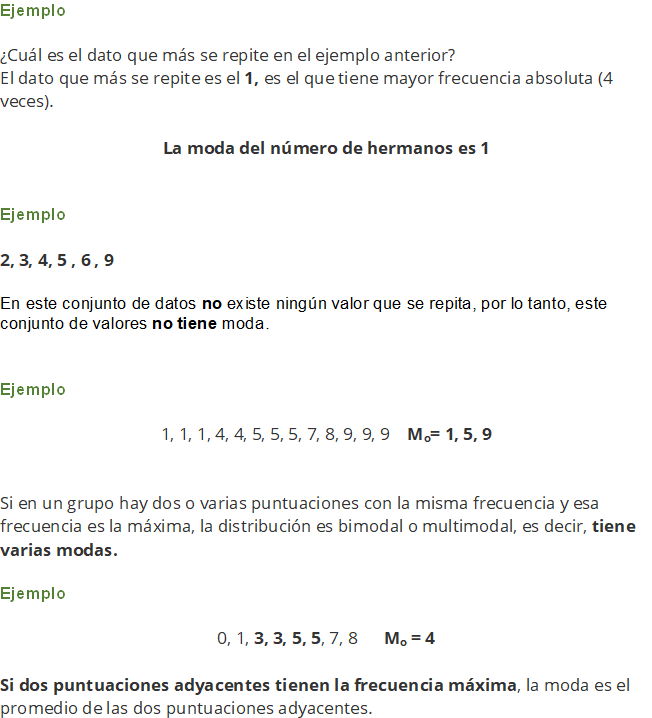 Ejemplo
¿Cuál es el dato que más se repite en el ejemplo anterior?
El dato que más se repite es el 1, es el que tiene mayor frecuencia absoluta (4
veces).
La moda del número de hermanos es 1
Ejemplo
2, 3, 4, 5 , 6 , 9
En este conjunto de datos no existe ningún valor que se repita, por lo tanto, este
conjunto de valores no tiene moda.
Ejemplo
1, 1, 1, 4, 4, 5, 5, 5, 7, 8, 9, 9, 9 Mo= 1, 5, 9
Si en un grupo hay dos o varias puntuaciones con la misma frecuencia y esa
frecuencia es la máxima, la distribución es bimodal o multimodal, es decir, tiene
varias modas.
Ejemplo
0, 1, 3, 3, 5, 5, 7, 8 Mo = 4
Si dos puntuaciones adyacentes tienen la frecuencia máxima, la moda es el
promedio de las dos puntuaciones adyacentes.